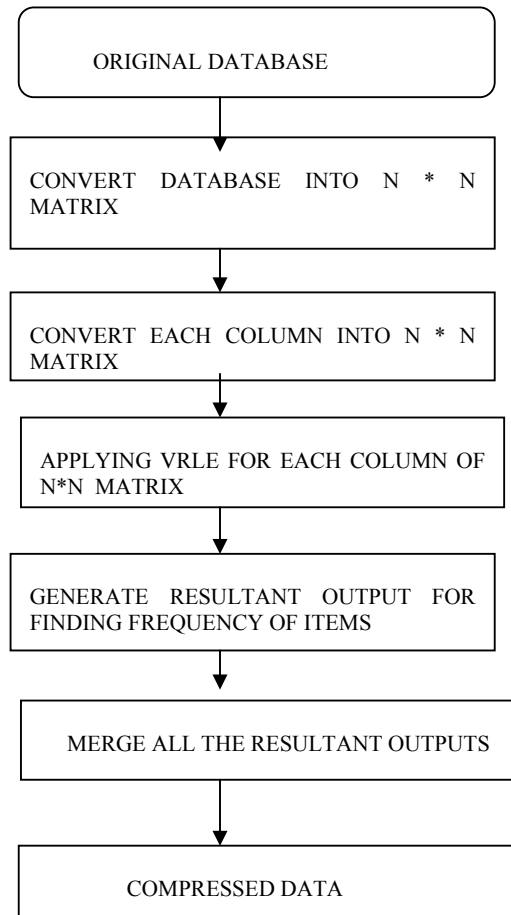 ORIGINAL DATABASE
CONVERT DATABASE INTO N * N
MATRIX
CONVERT EACH COLUMN INTO N * N
MATRIX
APPLYING VRLE FOR EACH COLUMN OF
N*N MATRIX
GENERATE RESULTANT OUTPUT FOR
FINDING FREQUENCY OF ITEMS
MERGE ALL THE RESULTANT OUTPUTS
COMPRESSED DATA